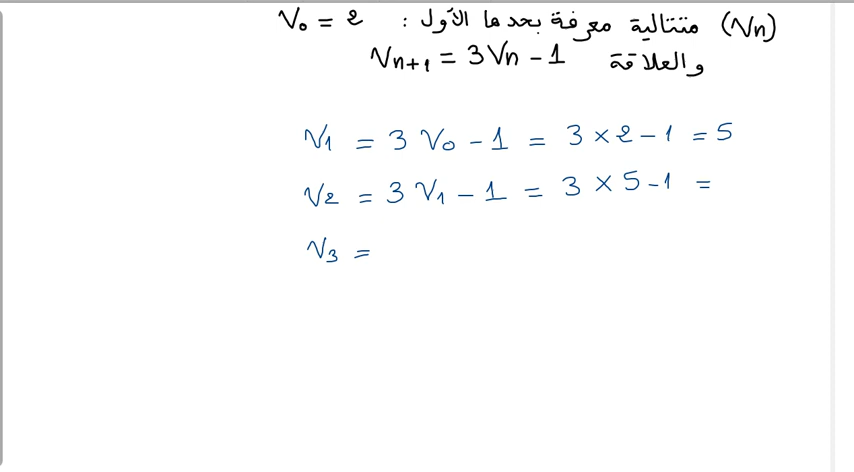 (Vn) متتالية معرفة بحدها الأول : V₀ = 2
والعلاقة Vn+1 = 3Vn - 1
V1 = 3 V₀ - 1 = 3 × 2 - 1 = 5
V2 = 3 V1 - 1 = 3 × 5 - 1 =
V3 =